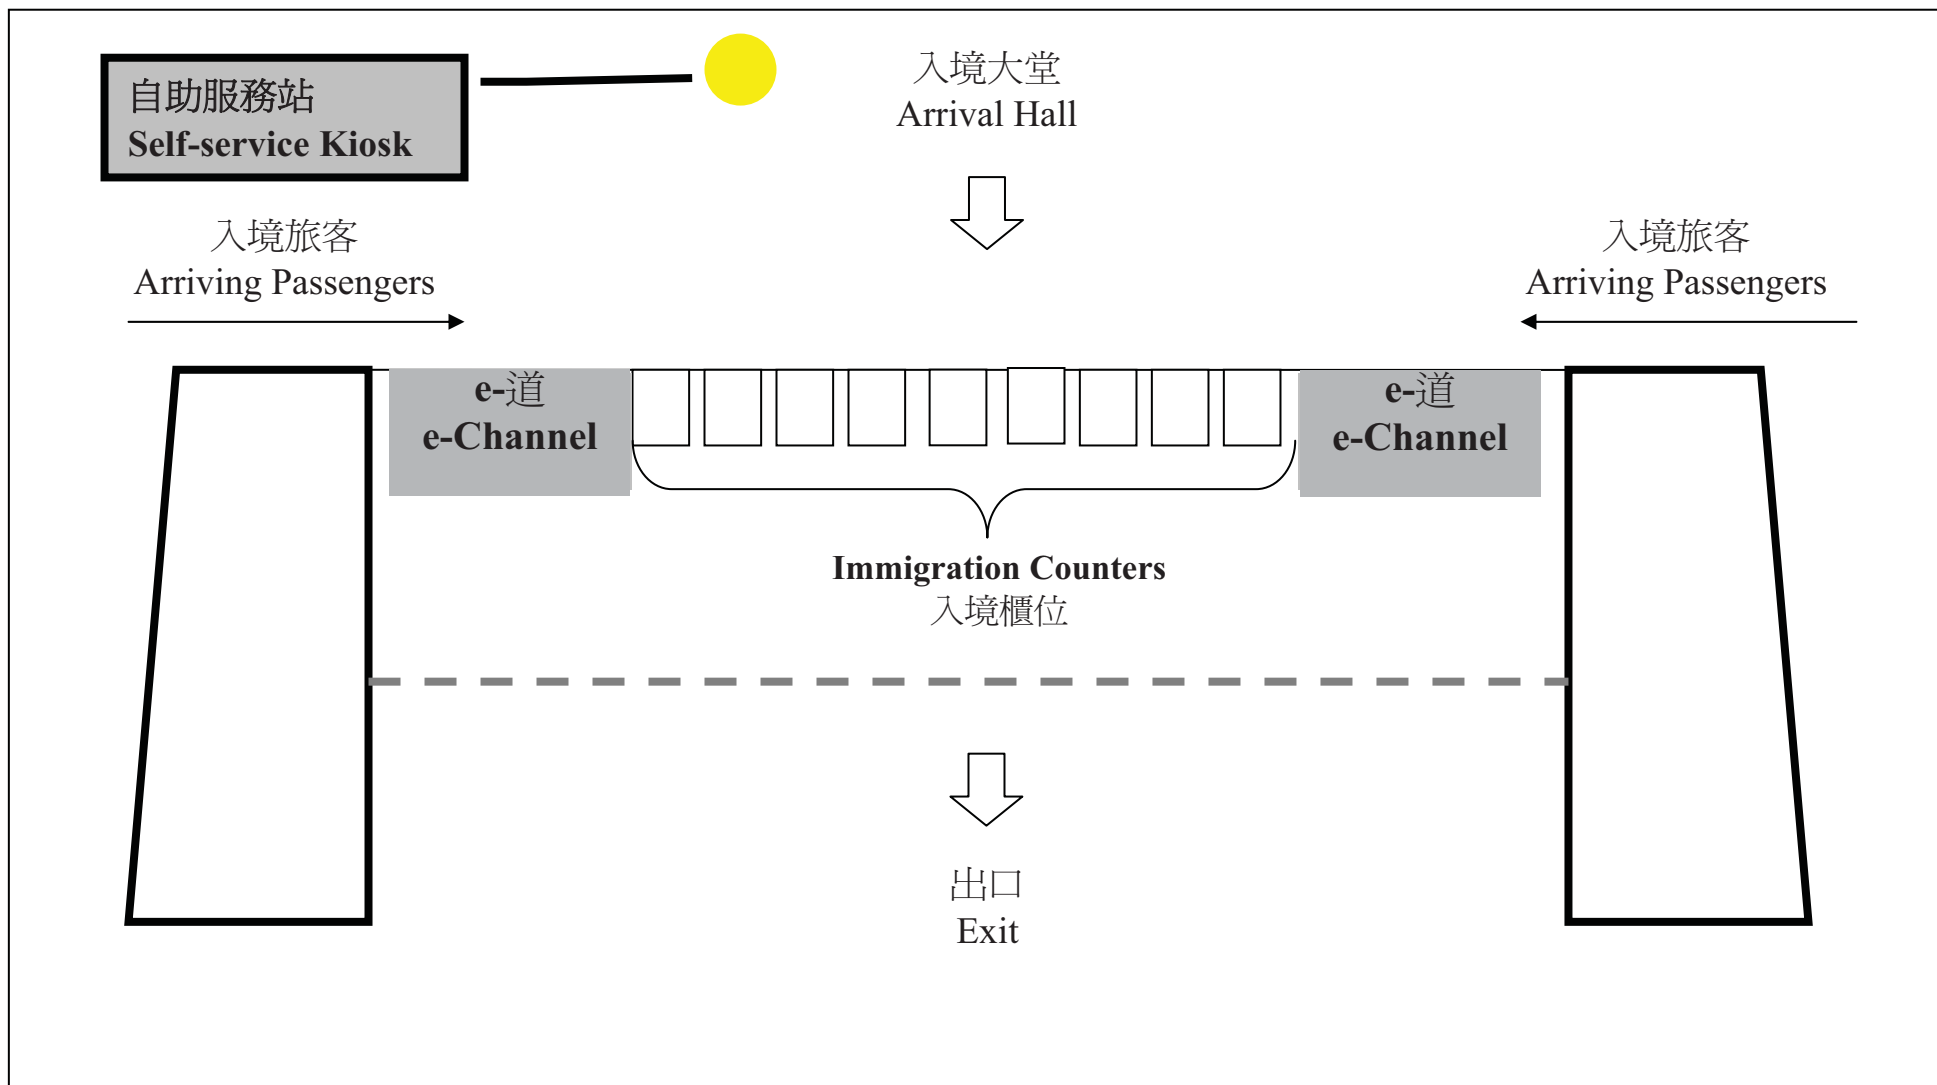 自助服務站
Self-service Kiosk
入境大堂
Arrival Hall
入境旅客
Arriving Passengers
入境旅客
Arriving Passengers
e-道
e-Channel
e-道
e-Channel
Immigration Counters
入境櫃位
出口
Exit